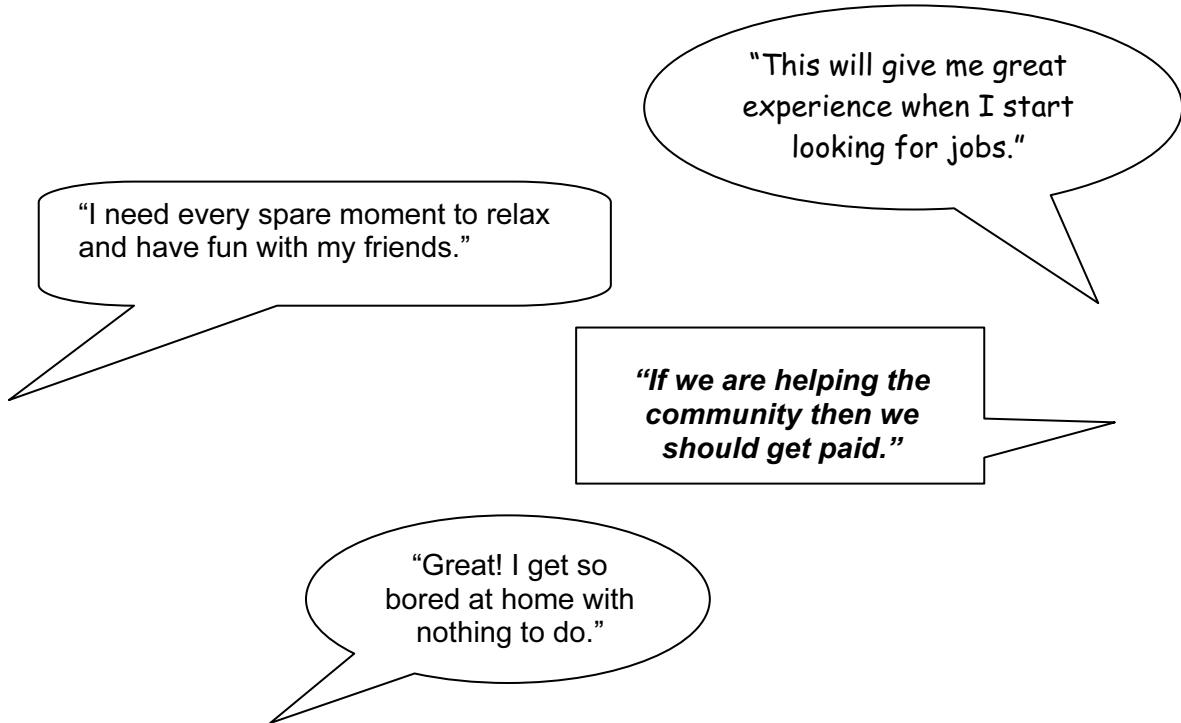 “This will give me great
experience when I start
looking for jobs.”
“I need every spare moment to relax
and have fun with my friends.”
“If we are helping the
community then we
should get paid.”
“Great! I get so
bored at home with
nothing to do.”